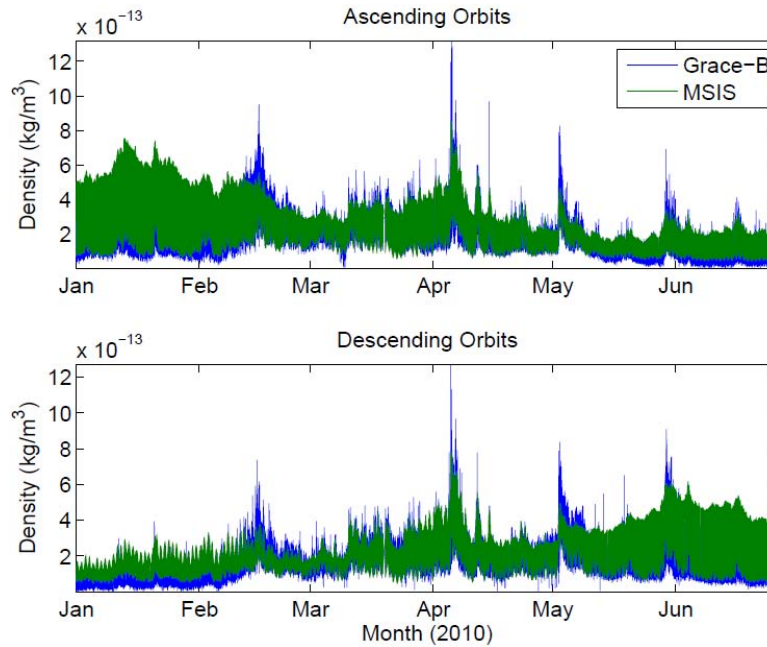 Ascending Orbits
x 10⁻¹³
Density (kg/m³)
12
10
8
6
4
2
Grace−B
MSIS
Jan Feb Mar Apr May Jun
Descending Orbits
x 10⁻¹³
Density (kg/m³)
12
10
8
6
4
2
Jan Feb Mar Apr May Jun
Month (2010)